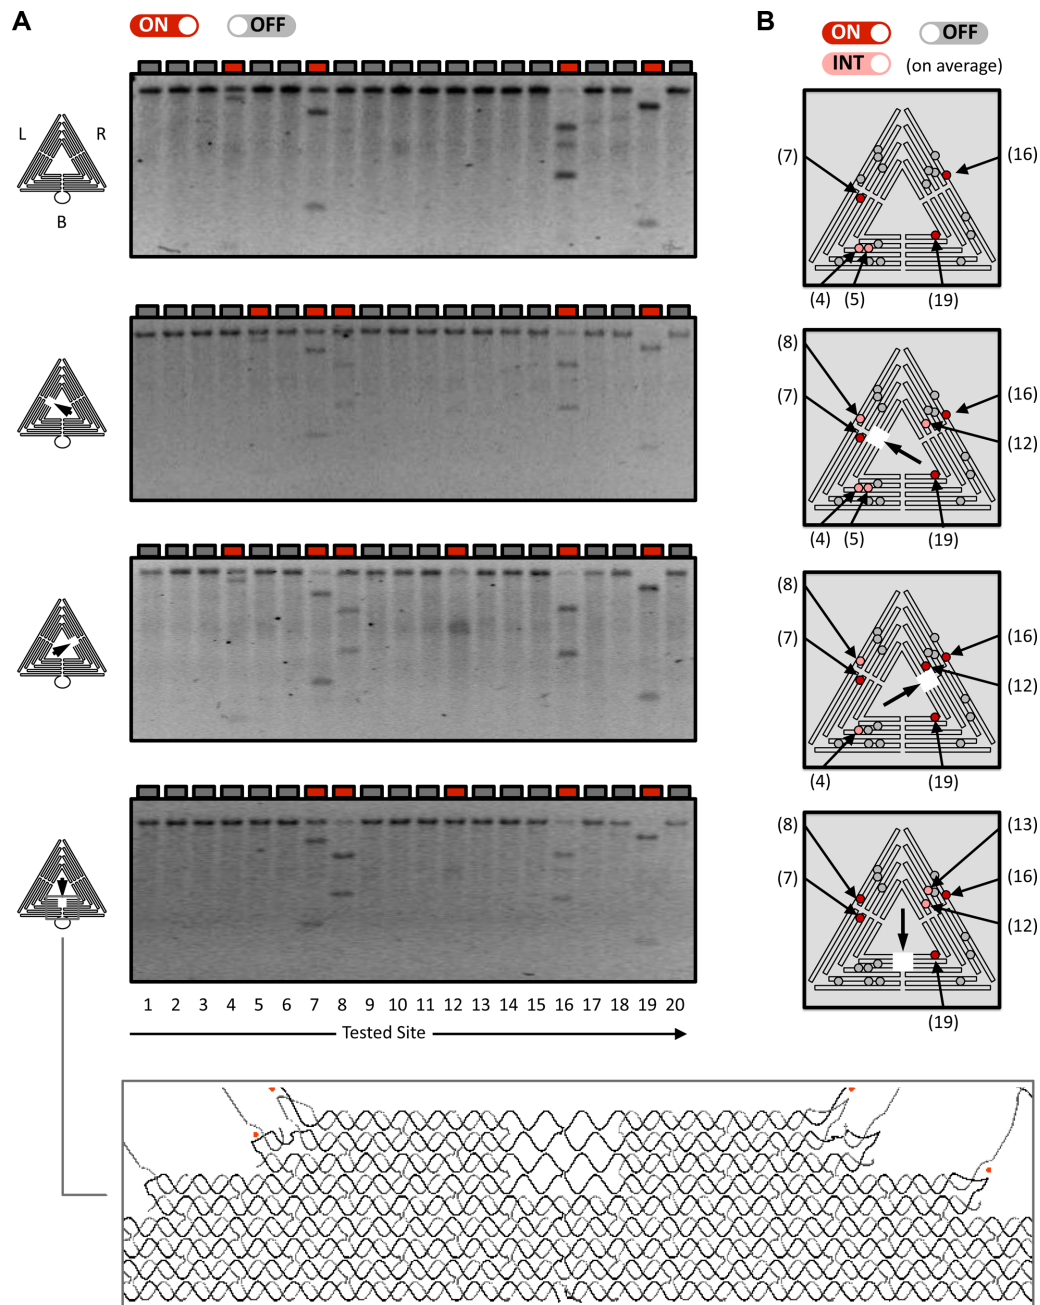 A
ON
OFF
B
ON
OFF
INT
(on average)
L
R
B
(7)
(16)
(4)
(5)
(19)
(8)
(7)
(16)
(12)
(4)
(5)
(19)
(8)
(7)
(16)
(12)
(4)
(19)
(8)
(13)
(7)
(16)
(12)
(19)
1 2 3 4 5 6 7 8 9 10 11 12 13 14 15 16 17 18 19 20
Tested Site